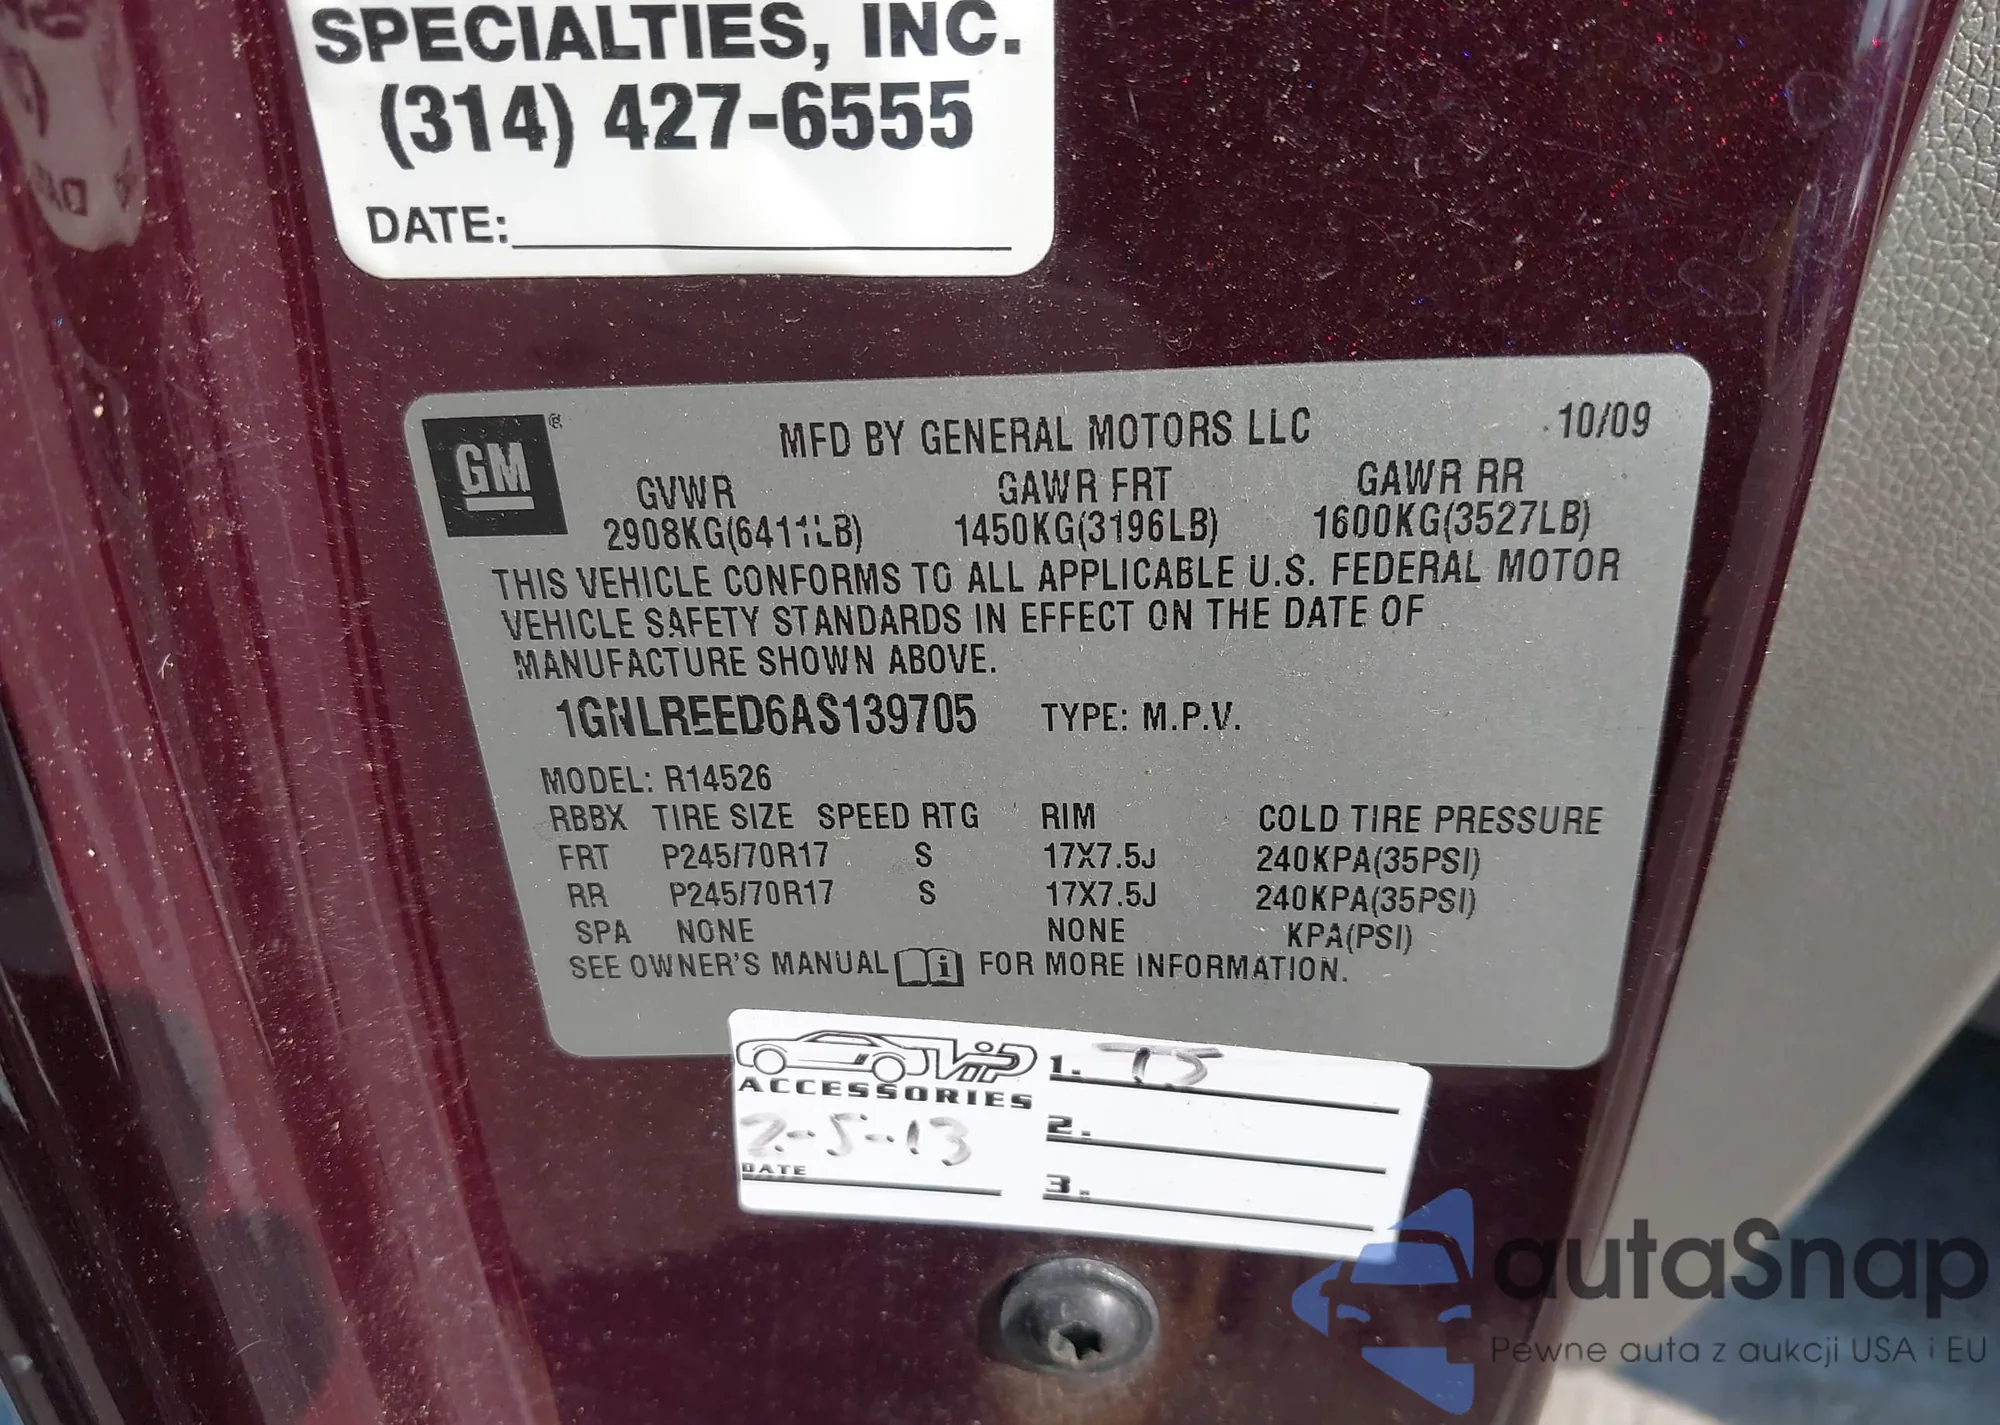 SPECIALTIES, INC.
(314) 427-6555
DATE:
GM
MFD BY GENERAL MOTORS LLC 10/09
GVWR GAWR FRT GAWR RR
2908KG(6411LB) 1450KG(3196LB) 1600KG(3527LB)
THIS VEHICLE CONFORMS TO ALL APPLICABLE U.S. FEDERAL MOTOR
VEHICLE SAFETY STANDARDS IN EFFECT ON THE DATE OF
MANUFACTURE SHOWN ABOVE.
1GNLREED6AS139705 TYPE: M.P.V.
MODEL: R14526
RBBX TIRE SIZE SPEED RTG RIM COLD TIRE PRESSURE
FRT P245/70R17 S 17X7.5J 240KPA(35PSI)
RR P245/70R17 S 17X7.5J 240KPA(35PSI)
SPA NONE NONE KPA(PSI)
SEE OWNER'S MANUAL FOR MORE INFORMATION.
VIP
ACCESSORIES
2-5-13
DATE
1. TS
2.
3.
autaSnap
Pewne auta z aukcji USA i EU